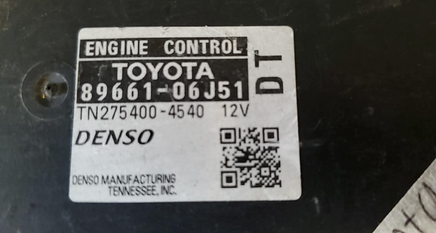 ENGINE CONTROL
TOYOTA
89661-06J51
DT
TN275400-4540 12V
DENSO
DENSO MANUFACTURING
TENNESSEE, INC.